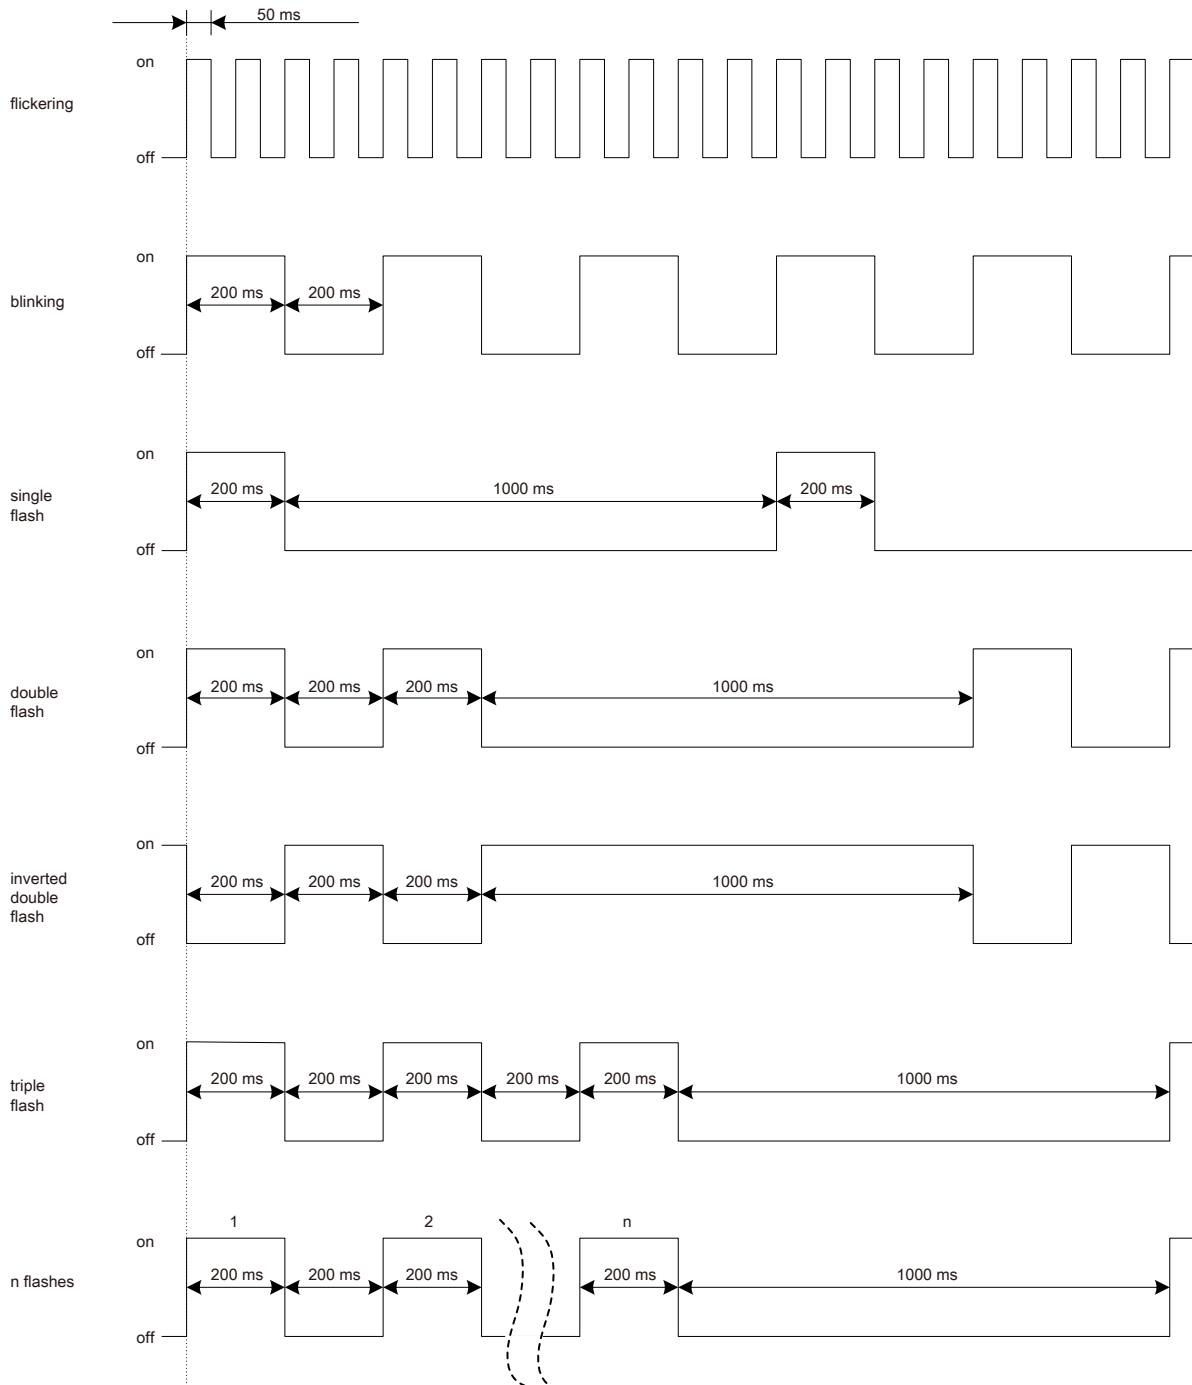 50 ms
on
flickering
off
on
200 ms 200 ms
blinking
off
on
200 ms 1000 ms 200 ms
single
flash
off
on
200 ms 200 ms 200 ms 1000 ms
double
flash
off
on
200 ms 200 ms 200 ms 1000 ms
inverted
double
flash
off
on
200 ms 200 ms 200 ms 200 ms 200 ms 1000 ms
triple
flash
off
1 2 n
on
200 ms 200 ms 200 ms 200 ms 1000 ms
n flashes
off